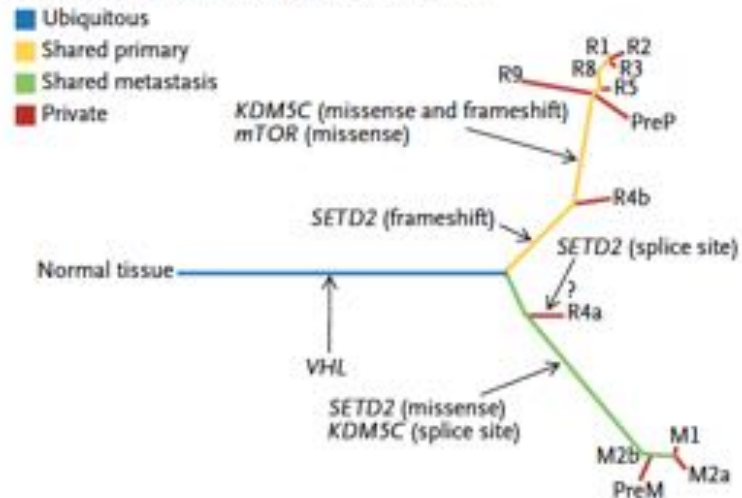 Ubiquitous
Shared primary
Shared metastasis
Private
R1 R2
R8 R3
R9 R5
KDM5C (missense and frameshift)
mTOR (missense)
PreP
R4b
SETD2 (frameshift)
SETD2 (splice site)
Normal tissue
?
R4a
VHL
SETD2 (missense)
KDM5C (splice site)
M1
M2b
M2a
PreM